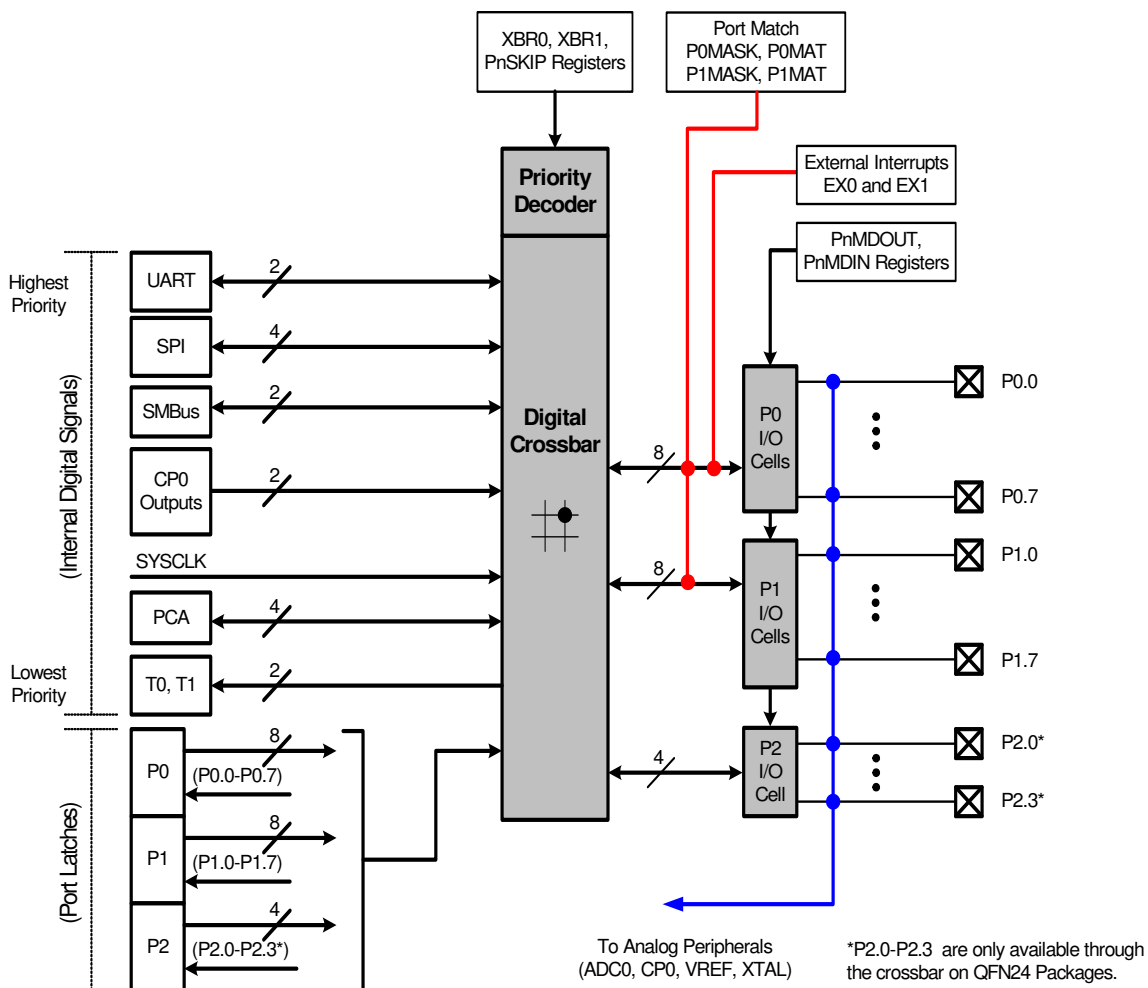 XBR0, XBR1,
PnSKIP Registers
Port Match
P0MASK, P0MAT
P1MASK, P1MAT
Priority
Decoder
External Interrupts
EX0 and EX1
PnMDOUT,
PnMDIN Registers
Highest
Priority
UART
2
SPI
4
SMBus
2
CP0
Outputs
2
SYSCLK
PCA
4
Lowest
Priority
T0, T1
2
(Internal Digital Signals)
Digital
Crossbar
8
P0
I/O
Cells
P0.0
P0.7
8
P1
I/O
Cells
P1.0
P1.7
4
P2
I/O
Cell
P2.0*
P2.3*
(Port Latches)
P0
8
(P0.0-P0.7)
P1
8
(P1.0-P1.7)
P2
4
(P2.0-P2.3*)
To Analog Peripherals
(ADC0, CP0, VREF, XTAL)
*P2.0-P2.3 are only available through
the crossbar on QFN24 Packages.